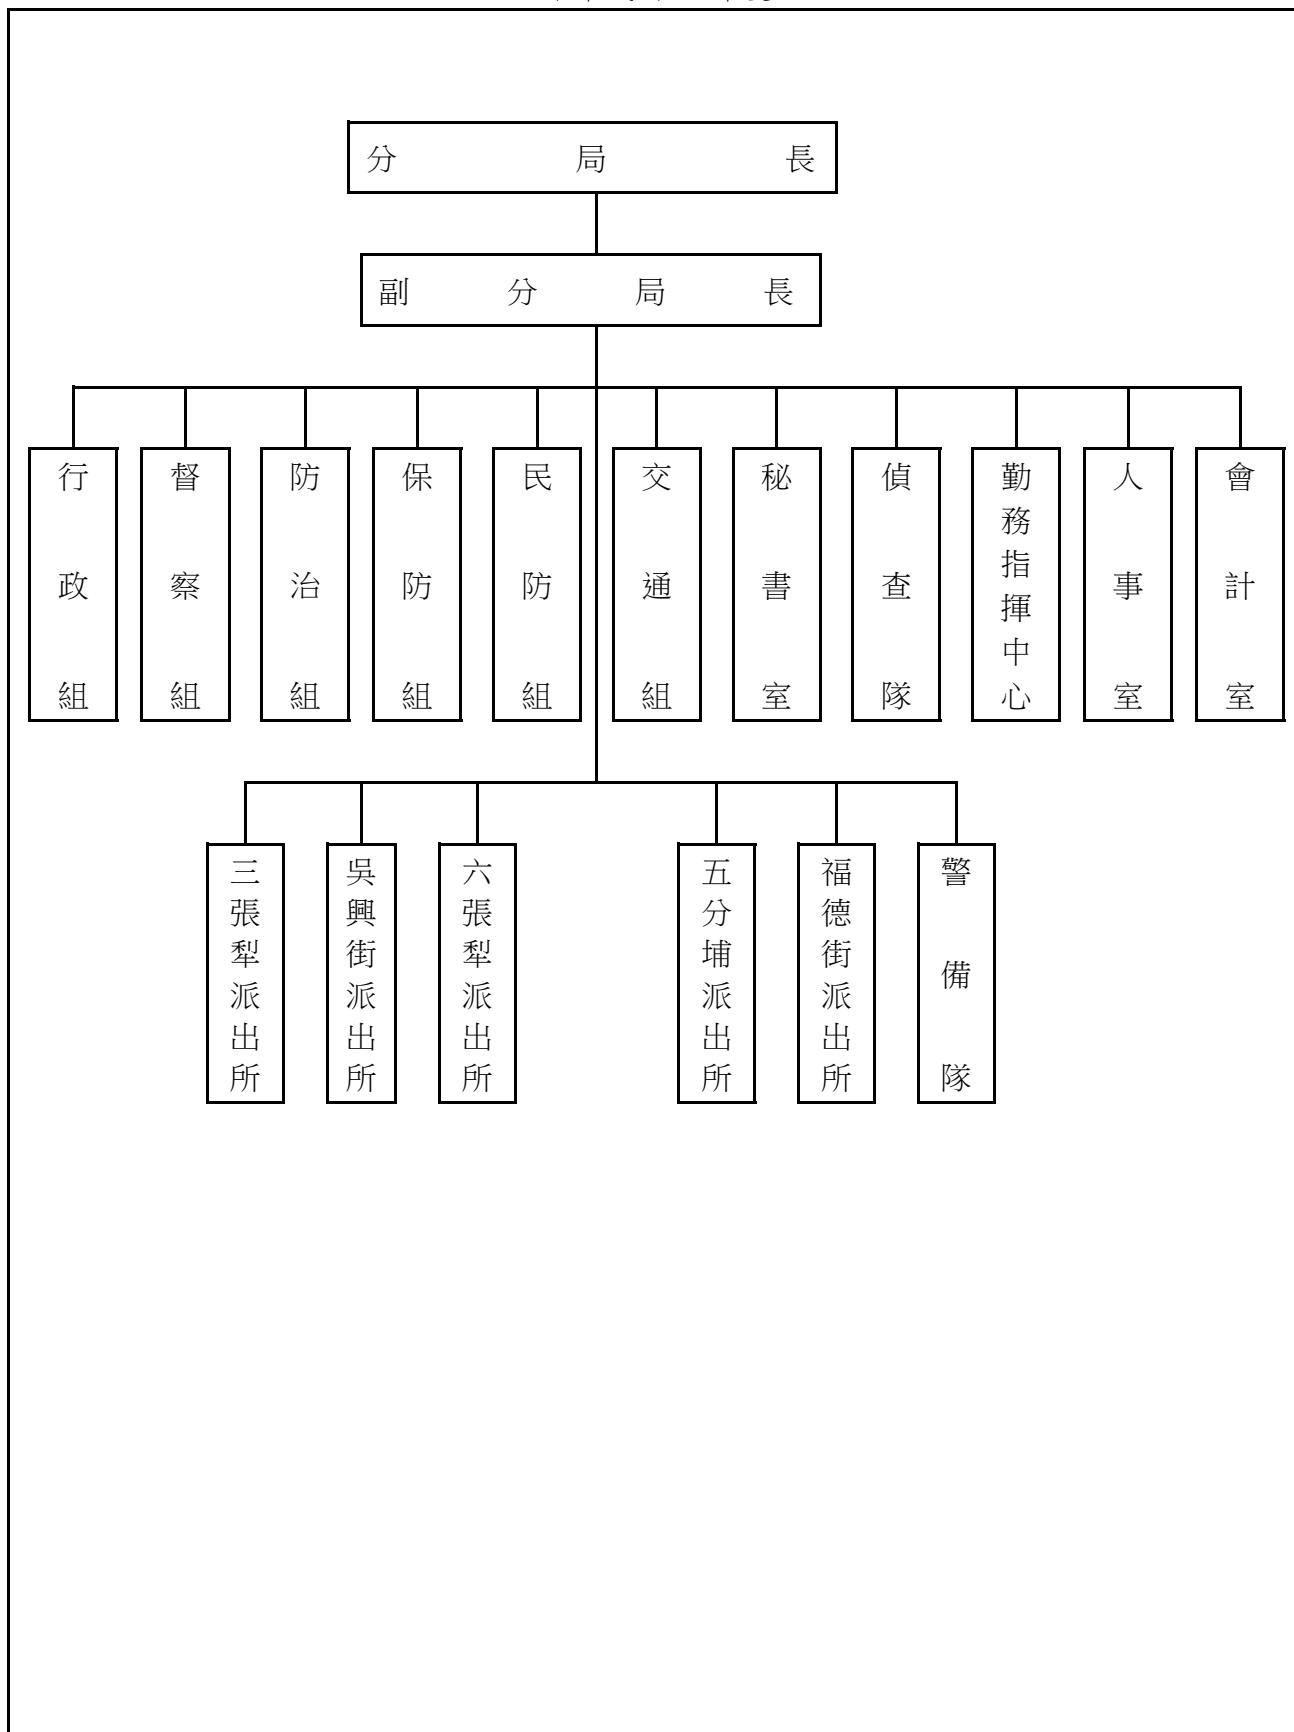 分局長
副分局長
行政組
督察組
防治組
保防組
民防組
交通組
秘書室
偵查隊
勤務指揮中心
人事室
會計室
三張犁派出所
吳興街派出所
六張犁派出所
五分埔派出所
福德街派出所
警備隊